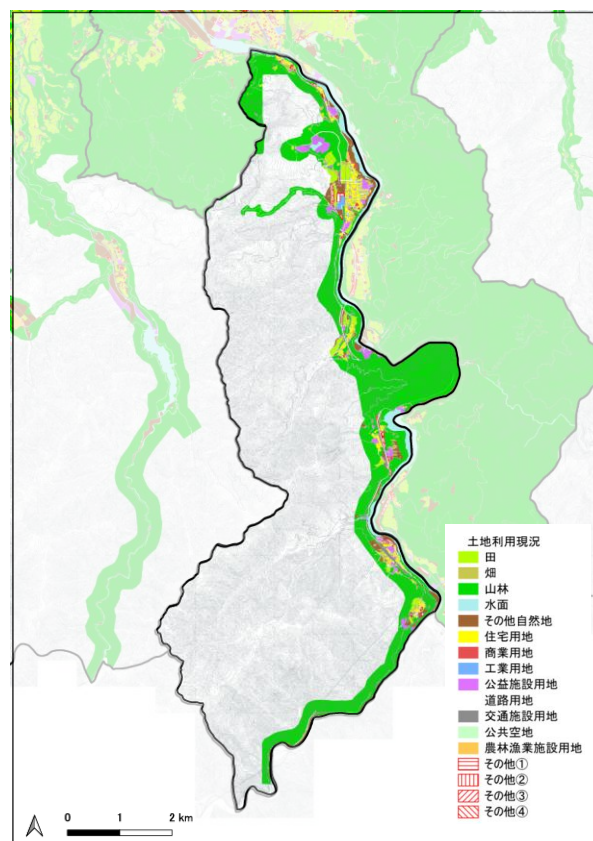 土地利用現況
田
畑
山林
水面
その他自然地
住宅用地
商業用地
工業用地
公益施設用地
道路用地
交通施設用地
公共空地
農林漁業施設用地
その他①
その他②
その他③
その他④
0 1 2 km